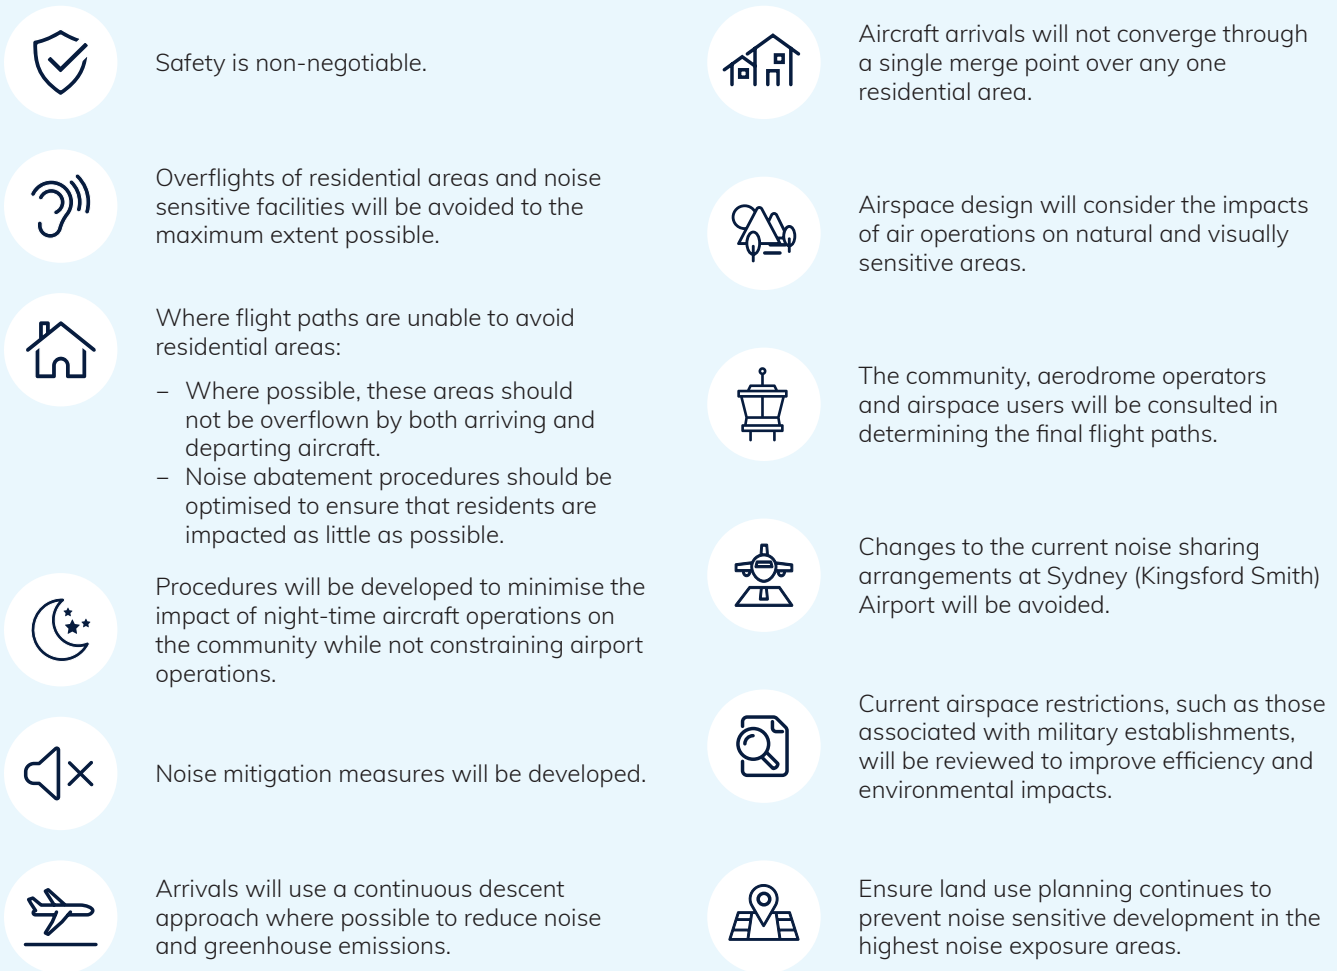 Safety is non-negotiable.
Overflights of residential areas and noise
sensitive facilities will be avoided to the
maximum extent possible.
Where flight paths are unable to avoid
residential areas:
– Where possible, these areas should
not be overflown by both arriving and
departing aircraft.
– Noise abatement procedures should be
optimised to ensure that residents are
impacted as little as possible.
Procedures will be developed to minimise the
impact of night-time aircraft operations on
the community while not constraining airport
operations.
Noise mitigation measures will be developed.
Arrivals will use a continuous descent
approach where possible to reduce noise
and greenhouse emissions.
Aircraft arrivals will not converge through
a single merge point over any one
residential area.
Airspace design will consider the impacts
of air operations on natural and visually
sensitive areas.
The community, aerodrome operators
and airspace users will be consulted in
determining the final flight paths.
Changes to the current noise sharing
arrangements at Sydney (Kingsford Smith)
Airport will be avoided.
Current airspace restrictions, such as those
associated with military establishments,
will be reviewed to improve efficiency and
environmental impacts.
Ensure land use planning continues to
prevent noise sensitive development in the
highest noise exposure areas.